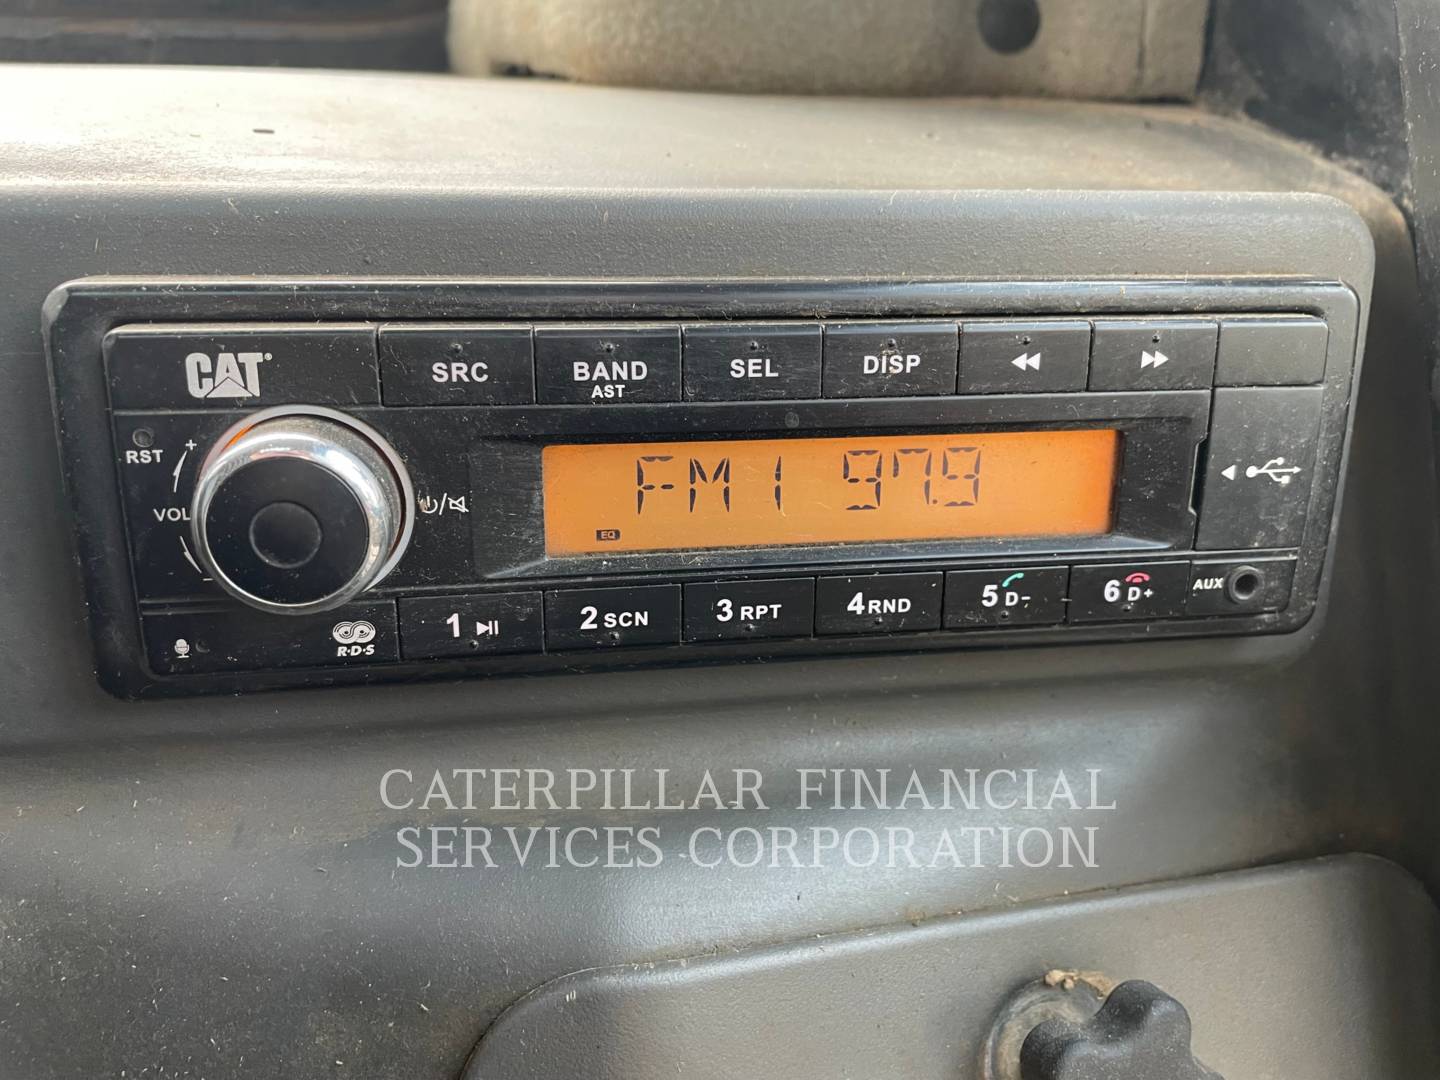 CAT®
SRC
BAND
AST
SEL
DISP
RST
+
VOL
-
FM1 97.9
EQ
R·D·S
1
2 SCN
3 RPT
4 RND
5 D-
6 D+
AUX
CATERPILLAR FINANCIAL
SERVICES CORPORATION